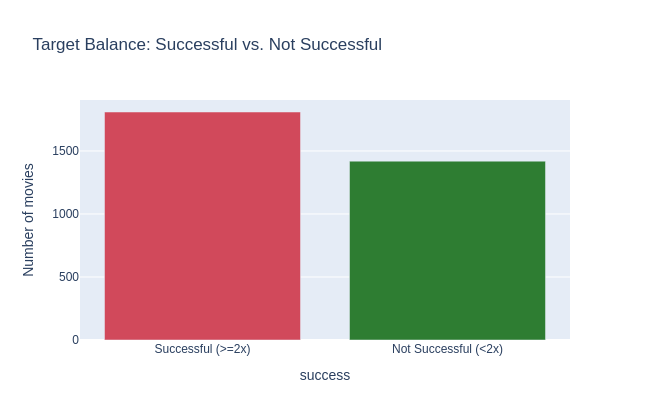 Target Balance: Successful vs. Not Successful
Number of movies
1500
1000
500
0
Successful (>=2x)
Not Successful (<2x)
success